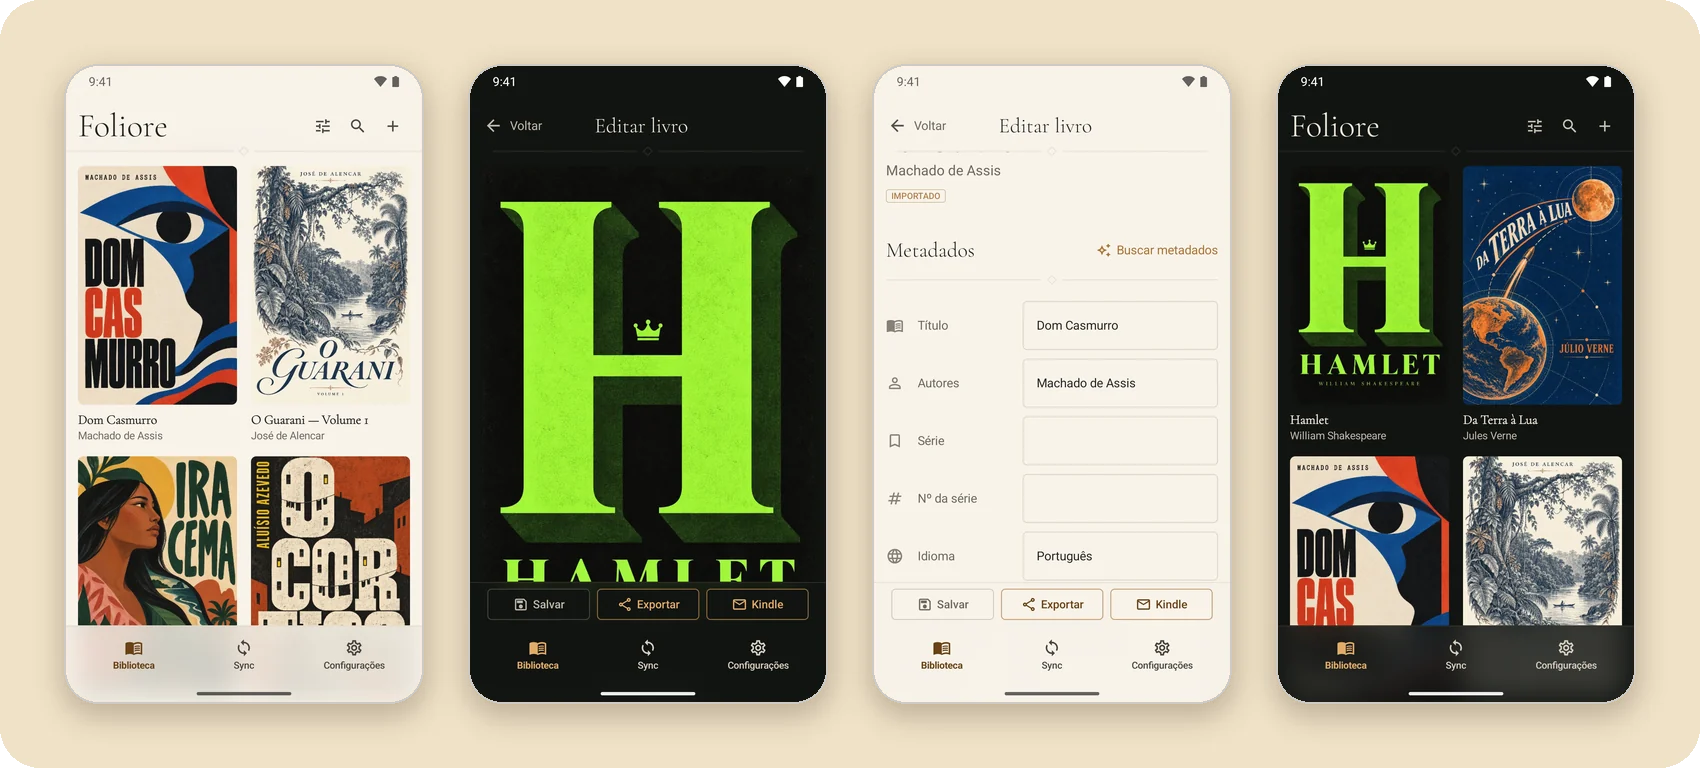 9:41
Foliore
MACHADO DE ASSIS
DOM
CAS
MURRO
JOSÉ DE ALENCAR
O
GUARANI
VOLUME 1
Dom Casmurro
Machado de Assis
O Guarani — Volume 1
José de Alencar
IRA
CEMA
ALUÍSIO AZEVEDO
O
COR
Biblioteca
Sync
Configurações
9:41
Voltar
Editar livro
H
HAMLET
Salvar
Exportar
Kindle
Biblioteca
Sync
Configurações
9:41
Voltar
Editar livro
Machado de Assis
IMPORTADO
Metadados
Buscar metadados
Título
Dom Casmurro
Autores
Machado de Assis
Série
Nº da série
Idioma
Português
Salvar
Exportar
Kindle
Biblioteca
Sync
Configurações
9:41
Foliore
H
HAMLET
WILLIAM SHAKESPEARE
DA TERRA À LUA
JÚLIO VERNE
Hamlet
William Shakespeare
Da Terra à Lua
Jules Verne
MACHADO DE ASSIS
DOM
CAS
JOSÉ DE ALENCAR
Biblioteca
Sync
Configurações